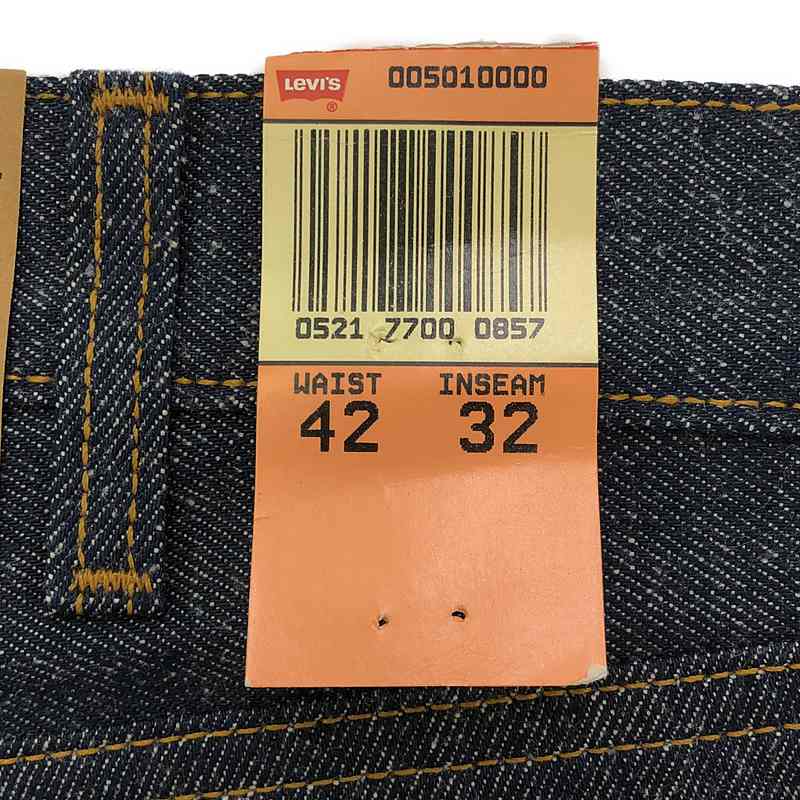 LEVI'S ® 005010000
0521 7700 0857
WAIST INSEAM
42 32